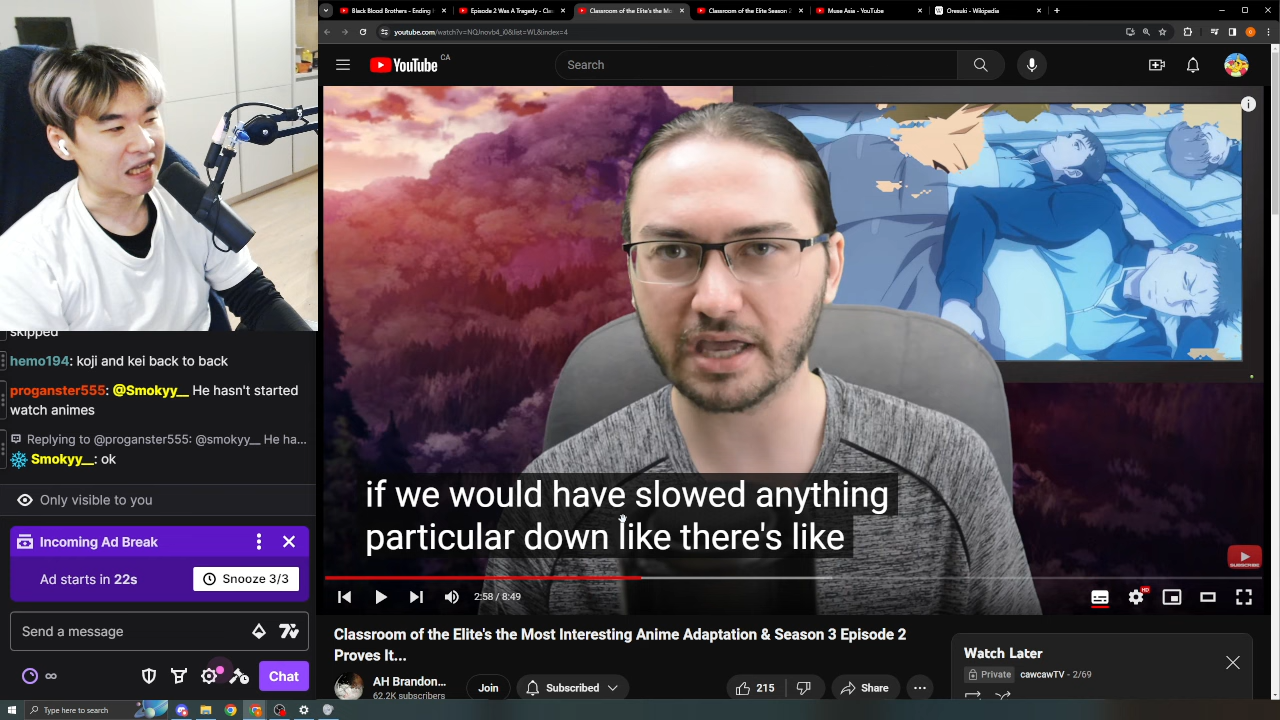 Black Blood Brothers - Ending
Episode 2 Was A Tragedy - Cla
Classroom of the Elite's the Mo
Classroom of the Elite Season 2
Muse Asia - YouTube
Oresuki - Wikipedia
youtube.com/watch?v=NQJnovb4_i0&list=WL&index=4
YouTube CA
Search
if we would have slowed anything
particular down like there's like
SUBSCRIBE
2:58 / 8:49
HD
Classroom of the Elite's the Most Interesting Anime Adaptation & Season 3 Episode 2
Proves It...
AH Brandon...
62.2K subscribers
Join
Subscribed
215
Share
Watch Later
Private
cawcawTV - 2/69
skipped
hemo194: koji and kei back to back
proganster555: @Smokyy__ He hasn't started
watch animes
Replying to @proganster555: @smokyy__ He ha...
Smokyy__: ok
Only visible to you
Incoming Ad Break
Ad starts in 22s
Snooze 3/3
Send a message
Chat
Type here to search